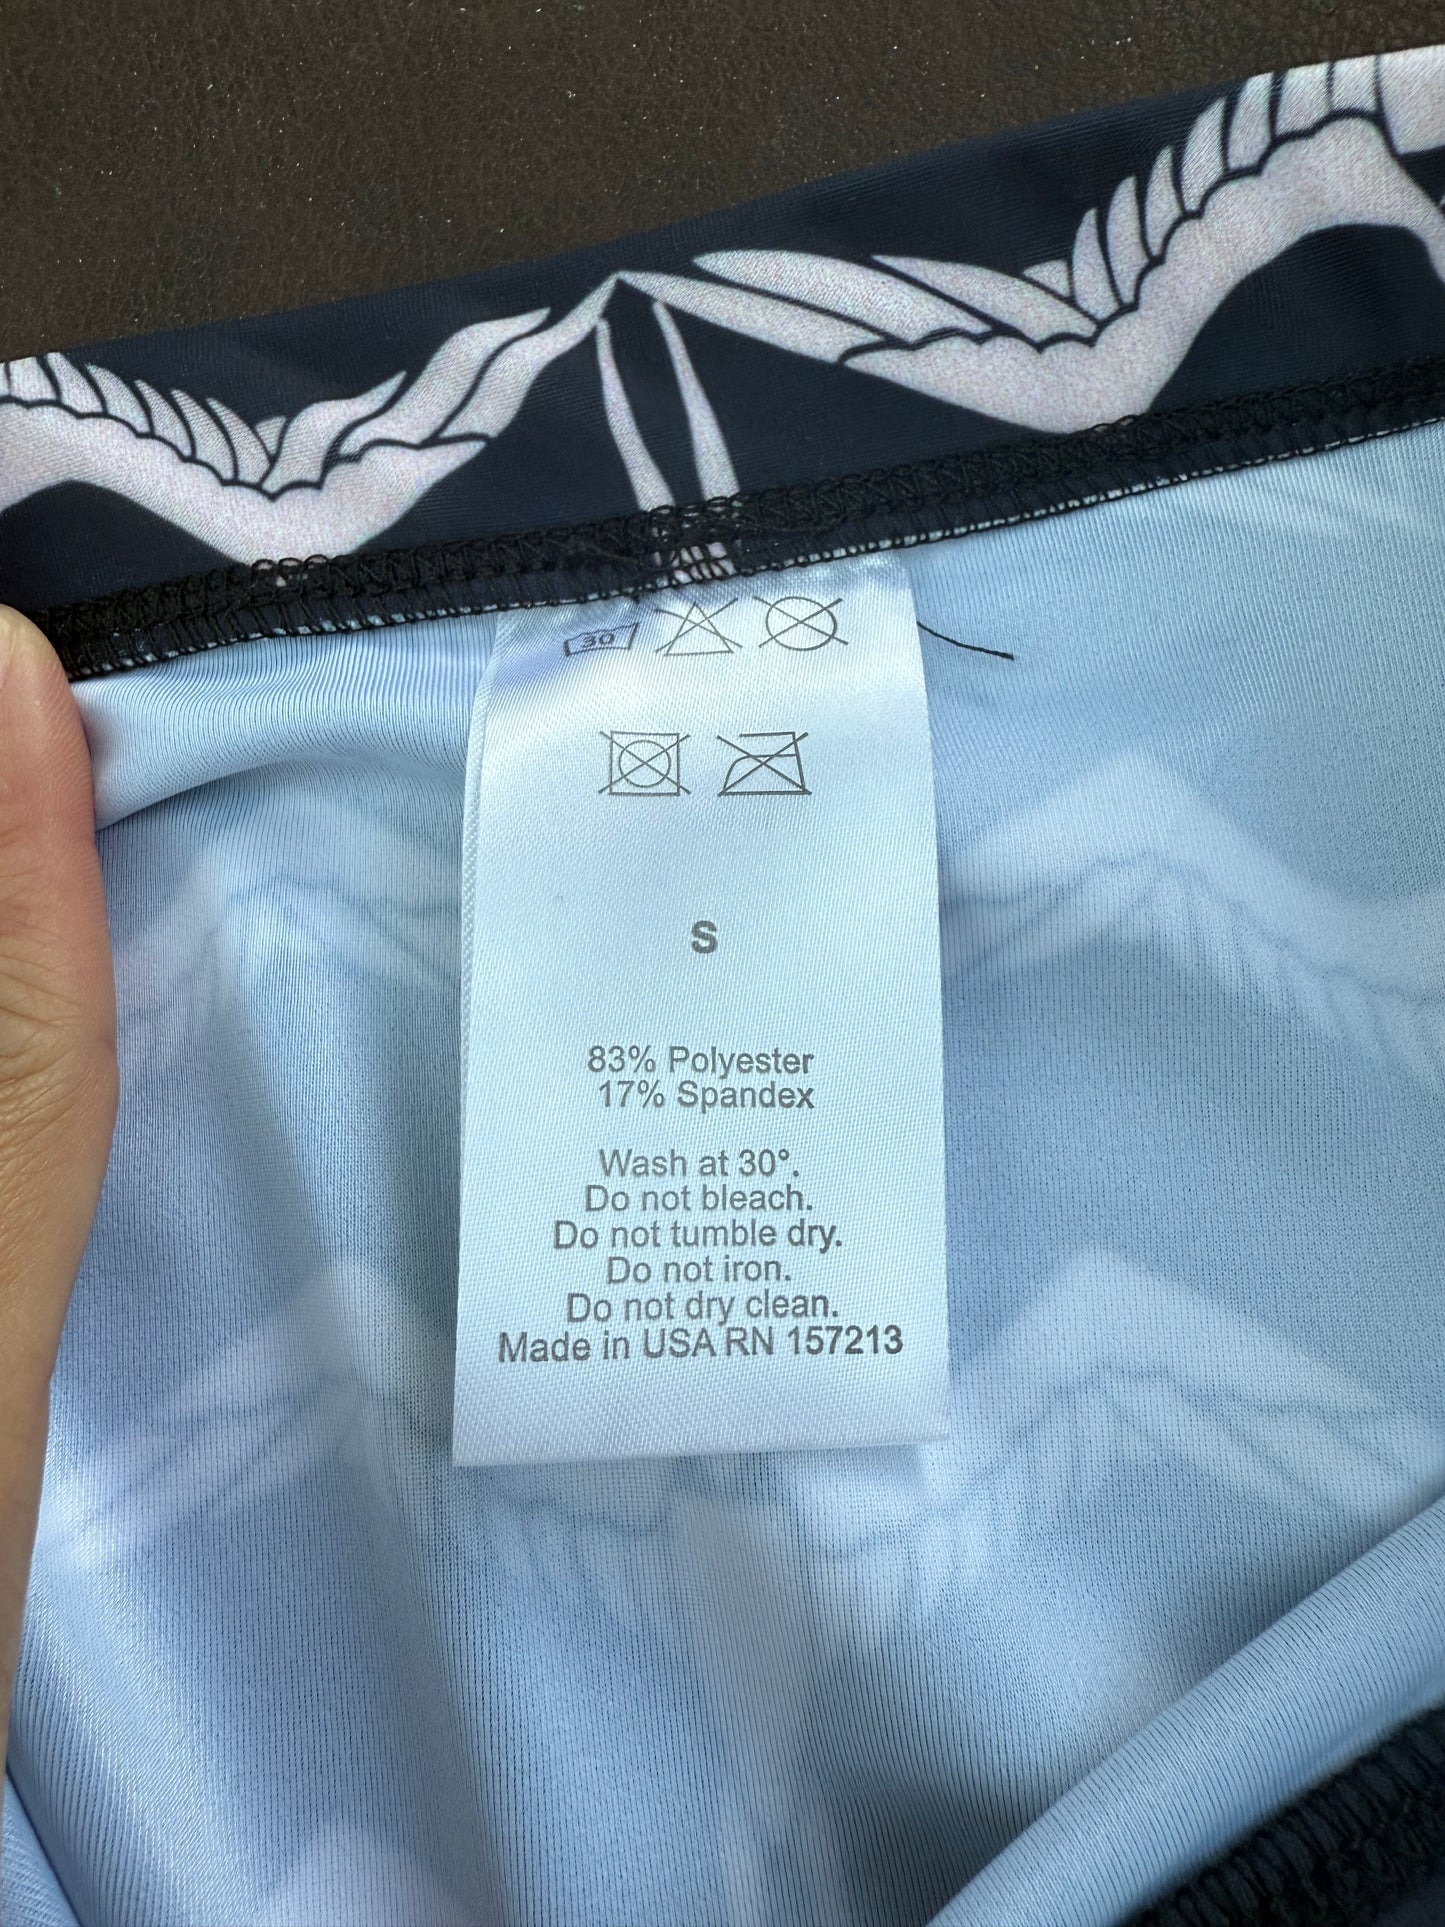 30
S
83% Polyester
17% Spandex
Wash at 30°.
Do not bleach.
Do not tumble dry.
Do not iron.
Do not dry clean.
Made in USA RN 157213